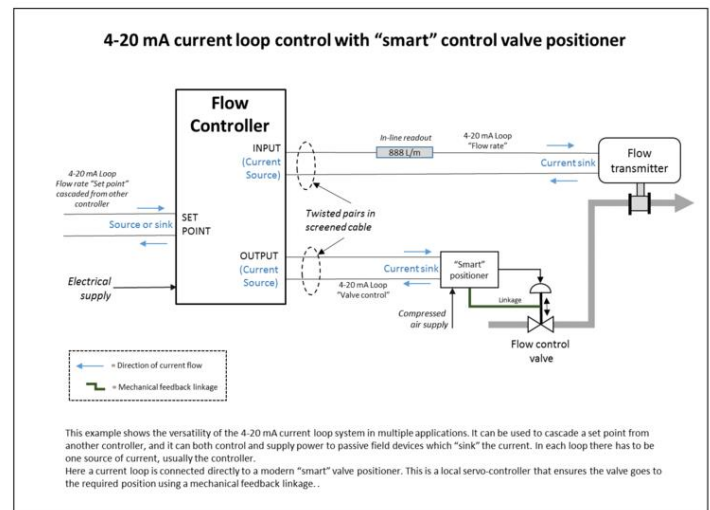 4-20 mA current loop control with “smart” control valve positioner
Flow
Controller
INPUT
(Current
Source)
In-line readout
888 L/m
4-20 mA Loop
"Flow rate"
Current sink
Flow
transmitter
4-20 mA Loop
Flow rate "Set point"
cascaded from other
controller
Source or sink
SET
POINT
Twisted pairs in
screened cable
OUTPUT
(Current
Source)
Current sink
4-20 mA Loop
"Valve control"
"Smart"
positioner
Linkage
Electrical
supply
Compressed
air supply
Flow control
valve
= Direction of current flow
= Mechanical feedback linkage
This example shows the versatility of the 4-20 mA current loop system in multiple applications. It can be used to cascade a set point from
another controller, and it can both control and supply power to passive field devices which “sink” the current. In each loop there has to be
one source of current, usually the controller.
Here a current loop is connected directly to a modern “smart” valve positioner. This is a local servo-controller that ensures the valve goes to
the required position using a mechanical feedback linkage. .